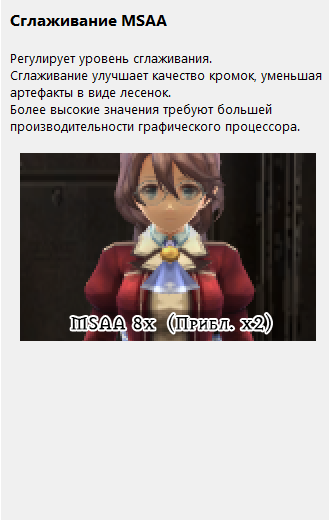 Сглаживание MSAA
Регулирует уровень сглаживания.
Сглаживание улучшает качество кромок, уменьшая
артефакты в виде лесенок.
Более высокие значения требуют большей
производительности графического процессора.
MSAA 8x (Прибл. x2)